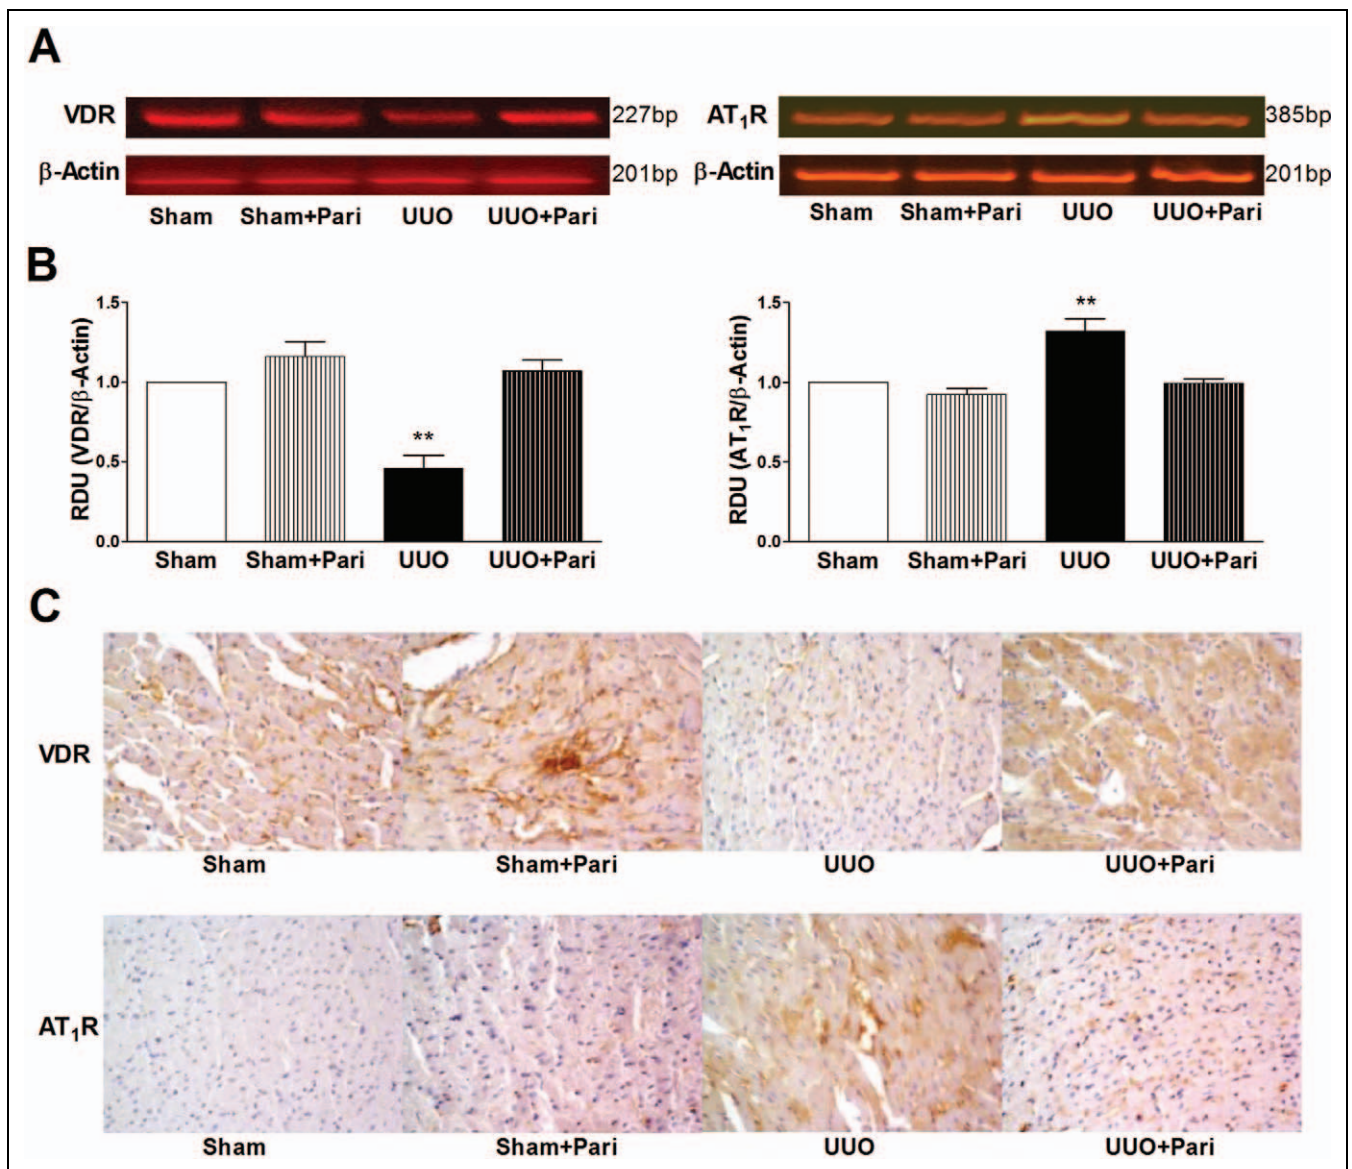 A
VDR 227bp AT₁R 385bp
β-Actin 201bp β-Actin 201bp
Sham Sham+Pari UUO UUO+Pari Sham Sham+Pari UUO UUO+Pari
B
RDU (VDR/β-Actin)
1.5
1.0
0.5
0.0
**
Sham Sham+Pari UUO UUO+Pari
RDU (AT₁R/β-Actin)
1.5
1.0
0.5
0.0
**
Sham Sham+Pari UUO UUO+Pari
C
VDR
Sham Sham+Pari UUO UUO+Pari
AT₁R
Sham Sham+Pari UUO UUO+Pari